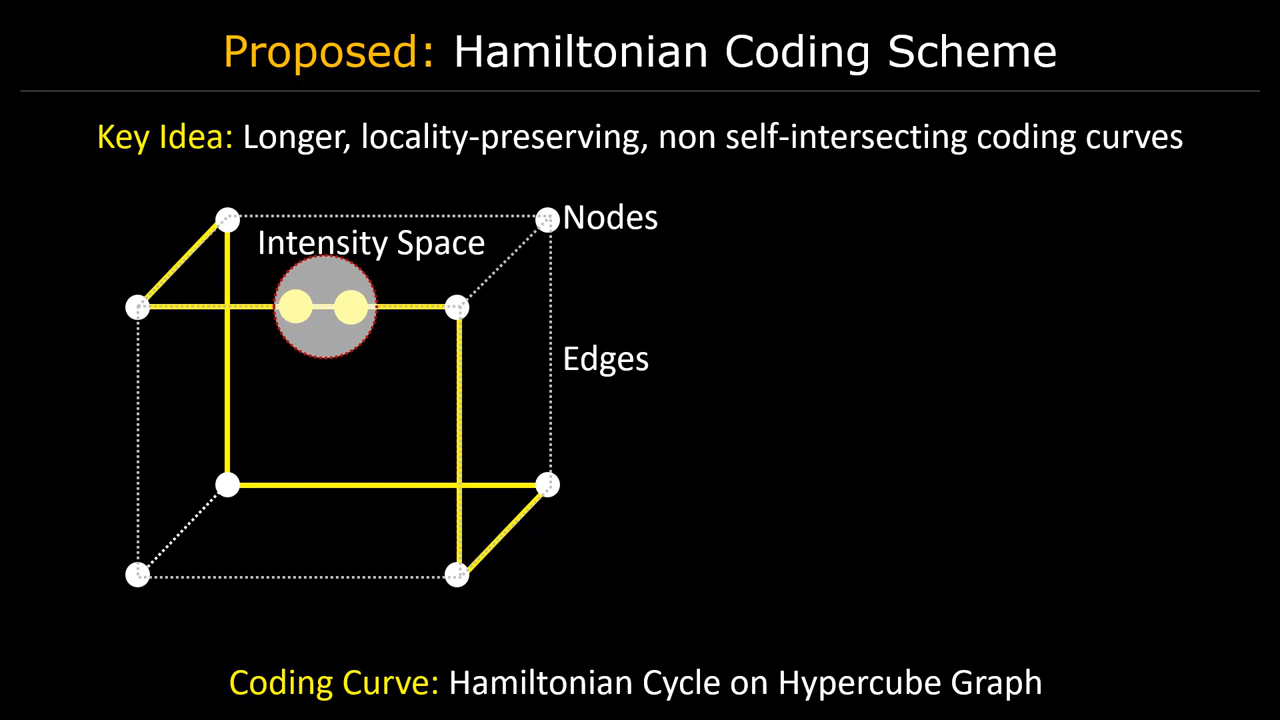 Proposed: Hamiltonian Coding Scheme
Key Idea: Longer, locality-preserving, non self-intersecting coding curves
Nodes
Intensity Space
Edges
Coding Curve: Hamiltonian Cycle on Hypercube Graph